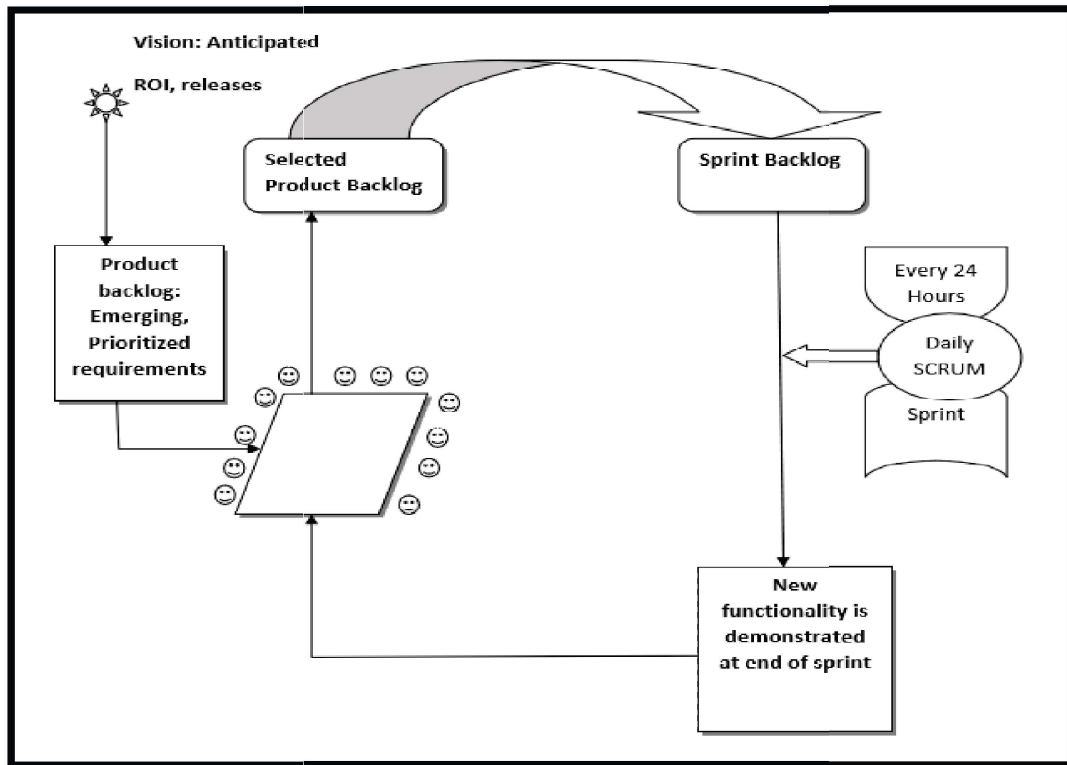 Vision: Anticipated
ROI, releases
Selected
Product Backlog
Sprint Backlog
Product
backlog:
Emerging,
Prioritized
requirements
Every 24
Hours
Daily
SCRUM
Sprint
New
functionality is
demonstrated
at end of sprint